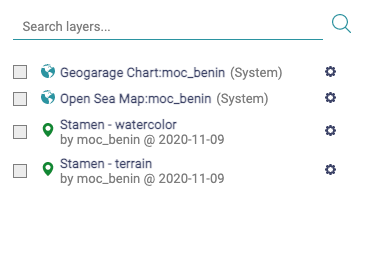 Search layers...
Geogarage Chart:moc_benin (System)
Open Sea Map:moc_benin (System)
Stamen - watercolor
by moc_benin @ 2020-11-09
Stamen - terrain
by moc_benin @ 2020-11-09